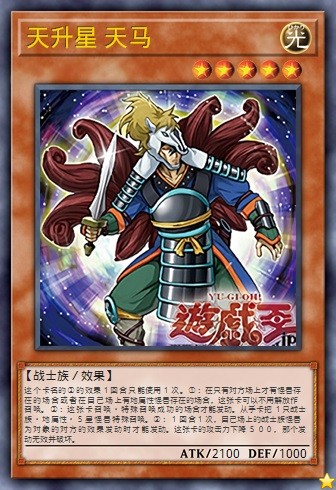 天升星 天马
光
YU-GI-OH!
遊戯王
jp
【战士族／效果】
这个卡名的①的效果1回合只能使用1次。①：在只有对方场上才有怪兽存
在的场合或者在自己场上有地属性怪兽存在的场合，这张卡可以不用解放作
召唤。②：这张卡召唤·特殊召唤成功的场合才能发动。从手卡把1只战士
族·地属性·5星怪兽特殊召唤。③：1回合1次，自己场上的战士族怪兽
为对象的对方的效果发动时才能发动。这张卡的攻击力下降500，那个发
动无效并破坏。
ATK/2100 DEF/1000